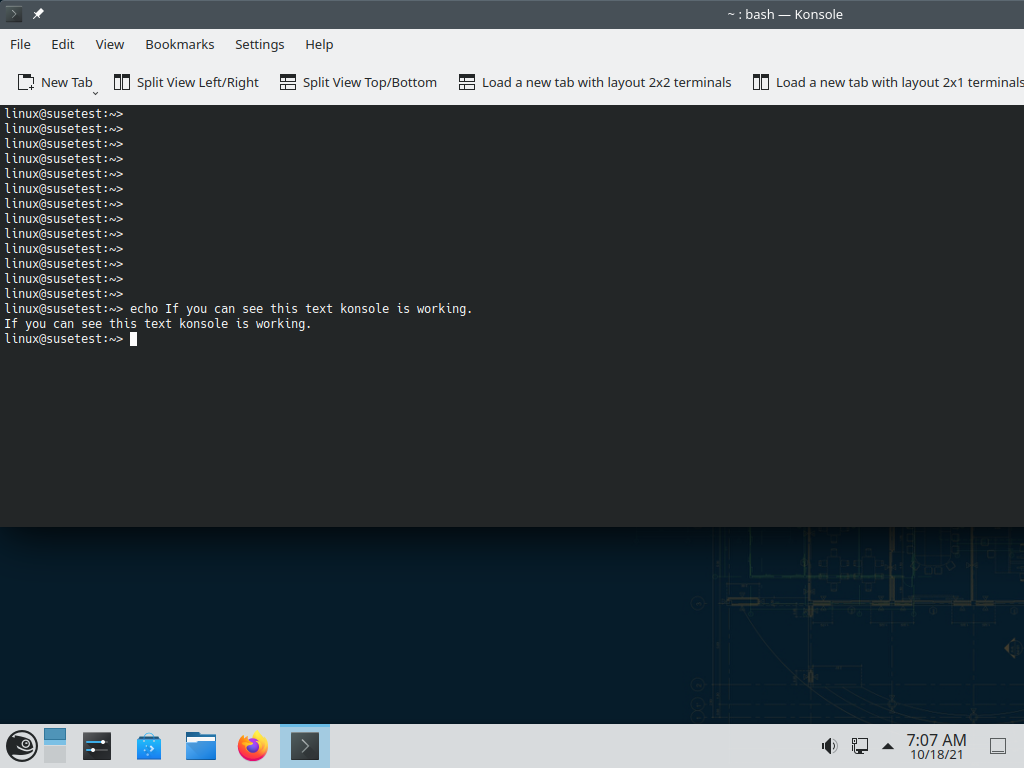 ~ : bash — Konsole
File Edit View Bookmarks Settings Help
New Tab Split View Left/Right Split View Top/Bottom Load a new tab with layout 2x2 terminals Load a new tab with layout 2x1 terminals
linux@susetest:~>
linux@susetest:~>
linux@susetest:~>
linux@susetest:~>
linux@susetest:~>
linux@susetest:~>
linux@susetest:~>
linux@susetest:~>
linux@susetest:~>
linux@susetest:~>
linux@susetest:~>
linux@susetest:~>
linux@susetest:~>
linux@susetest:~> echo If you can see this text konsole is working.
If you can see this text konsole is working.
linux@susetest:~>
7:07 AM
10/18/21